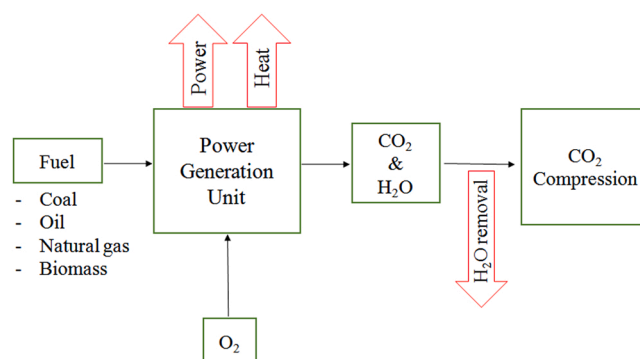 Power
Heat
Fuel
Power
Generation
Unit
CO₂
&
H₂O
CO₂
Compression
- Coal
- Oil
- Natural gas
- Biomass
H₂O removal
O₂